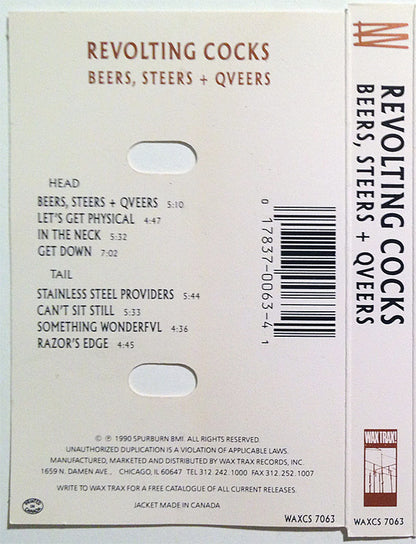 REVOLTING COCKS
BEERS, STEERS + QVEERS
HEAD
BEERS, STEERS + QVEERS 5:10
LET'S GET PHYSICAL 4:47
IN THE NECK 5:32
GET DOWN 7:02
TAIL
STAINLESS STEEL PROVIDERS 5:44
CAN'T SIT STILL 5:33
SOMETHING WONDERFVL 4:36
RAZOR'S EDGE 4:45
0 17837-0063-4 1
© ℗ 1990 SPURBURN BMI. ALL RIGHTS RESERVED.
UNAUTHORIZED DUPLICATION IS A VIOLATION OF APPLICABLE LAWS.
MANUFACTURED, MARKETED AND DISTRIBUTED BY WAX TRAX RECORDS, INC.
1659 N. DAMEN AVE., CHICAGO, IL 60647 TEL 312.242.1000 FAX 312.252.1007
WRITE TO WAX TRAX FOR A FREE CATALOGUE OF ALL CURRENT RELEASES.
JACKET MADE IN CANADA
PRINTED IN CANADA
WAXCS 7063
REVOLTING COCKS
BEERS, STEERS + QVEERS
WAX TRAX!
WAXCS 7063